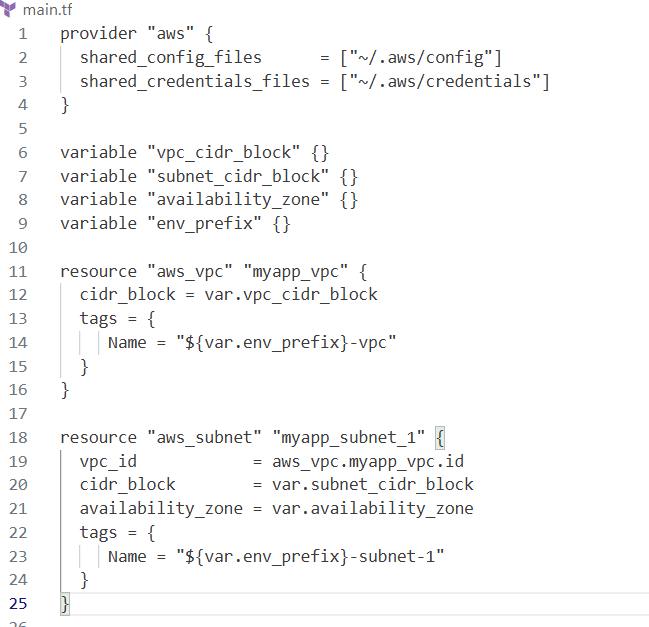 main.tf
1 provider "aws" {
2 shared_config_files      = ["~/.aws/config"]
3 shared_credentials_files = ["~/.aws/credentials"]
4 }
5
6 variable "vpc_cidr_block" {}
7 variable "subnet_cidr_block" {}
8 variable "availability_zone" {}
9 variable "env_prefix" {}
10
11 resource "aws_vpc" "myapp_vpc" {
12 cidr_block = var.vpc_cidr_block
13 tags = {
14 Name = "${var.env_prefix}-vpc"
15 }
16 }
17
18 resource "aws_subnet" "myapp_subnet_1" {
19 vpc_id            = aws_vpc.myapp_vpc.id
20 cidr_block        = var.subnet_cidr_block
21 availability_zone = var.availability_zone
22 tags = {
23 Name = "${var.env_prefix}-subnet-1"
24 }
25 }
26